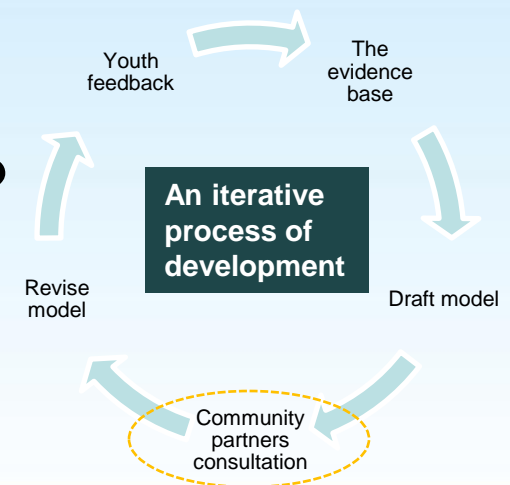 Youth
feedback
The
evidence
base
An iterative
process of
development
Revise
model
Draft model
Community
partners
consultation